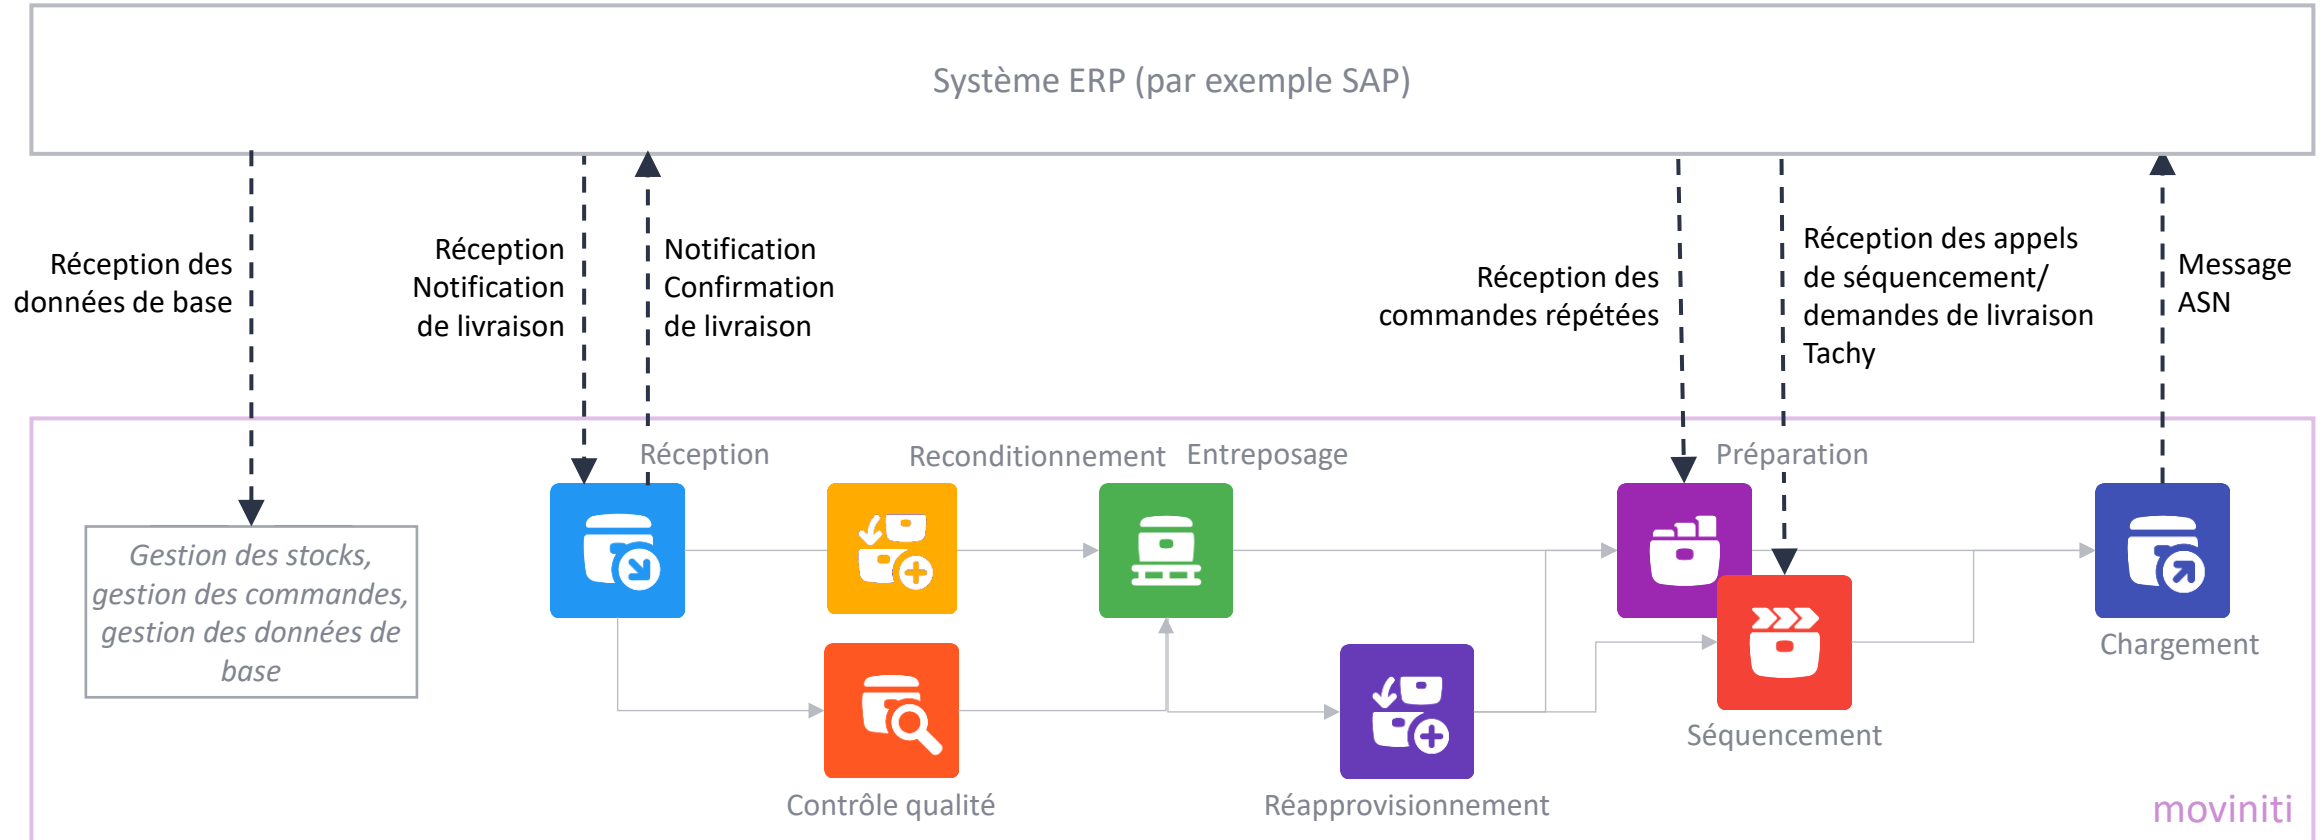 Système ERP (par exemple SAP)
Réception des
données de base
Réception
Notification
de livraison
Notification
Confirmation
de livraison
Réception des
commandes répétées
Réception des appels
de séquencement/
demandes de livraison
Tachy
Message
ASN
Réception
Reconditionnement
Entreposage
Préparation
Gestion des stocks,
gestion des commandes,
gestion des données de
base
Chargement
Séquencement
Contrôle qualité
Réapprovisionnement
moviniti